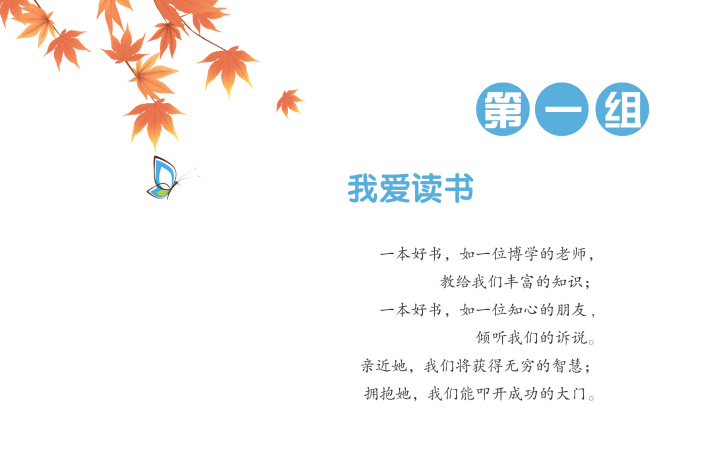 第一组
我爱读书
一本好书，如一位博学的老师，
教给我们丰富的知识；
一本好书，如一位知心的朋友，
倾听我们的诉说。
亲近她，我们将获得无穷的智慧；
拥抱她，我们能叩开成功的大门。